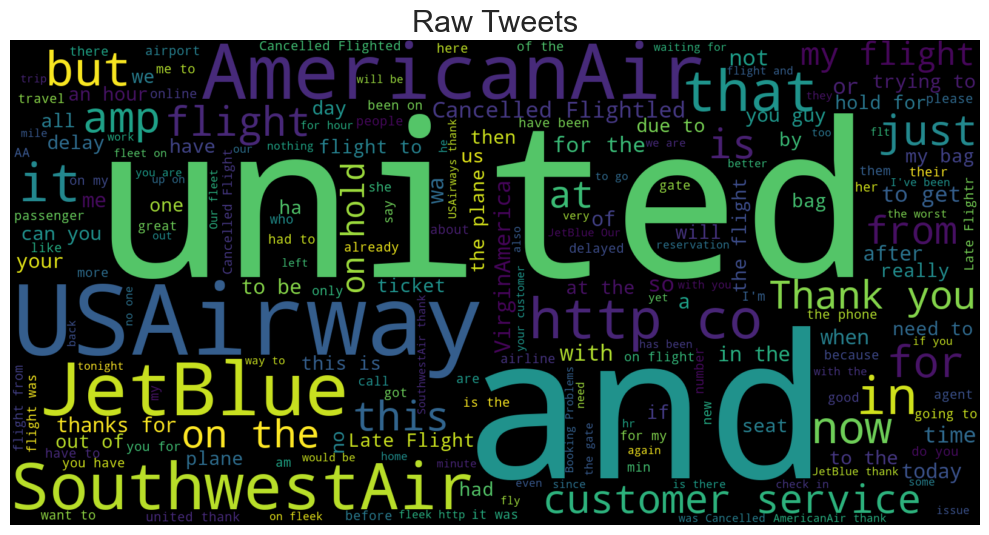 Raw Tweets
there
airport
Cancelled Flighted
here
of the
waiting for
my flight
but
we
me to
AmericanAir
will be
that
not
flight and
trip
travel
an hour
online
been on
people
Cancelled Flightled
you guy
or
trying to
they
hold for
please
all
amp
flight
day
for hour
have been
due to
is
just
mile
work
delay
AA
have
nothing
our
flight to
he
then
us
for the
we are
by
too
flt
my bag
it
on my
up on
fleet on
you are
me
one
great
out
passenger
can you
like
your
more
no one
back
Our fleet
Cancelled Flight
ha
who
had to
left
to be
only
on hold
she
say
already
ticket
wa
about
USAirways thank
the plane
VirginAmerica
also
at
very
JetBlue Our
delayed
of
to go
gate
reservation
will
the flight
better
bag
them
her
I've been
their
to get
from
the worst
after
really
Late Flightr
united
USAirway
at the
so
yet
a
with you
I'm
your customer
Thank you
the phone
http co
when
because
need to
if you
for
tonight
way to
this is
call
got
SouthwestAir thank
airline
are
is the
with
on flight
has been
number
in the
with the
good
agent
going to
in
JetBlue
my
flight from
flight was
thanks for
on the
this
need
Booking Problems
the gate
hr
if
for my
again
min
new
seat
now
time
do you
and
out of
you for
no
Late Flight
have to
you have
plane
am
would be
home
minute
to the
today
JetBlue thank
SouthwestAir
had
fly
even
since
is there
check in
some
customer service
want to
united thank
on fleek
before
fleek http
it was
was Cancelled
AmericanAir thank
issue